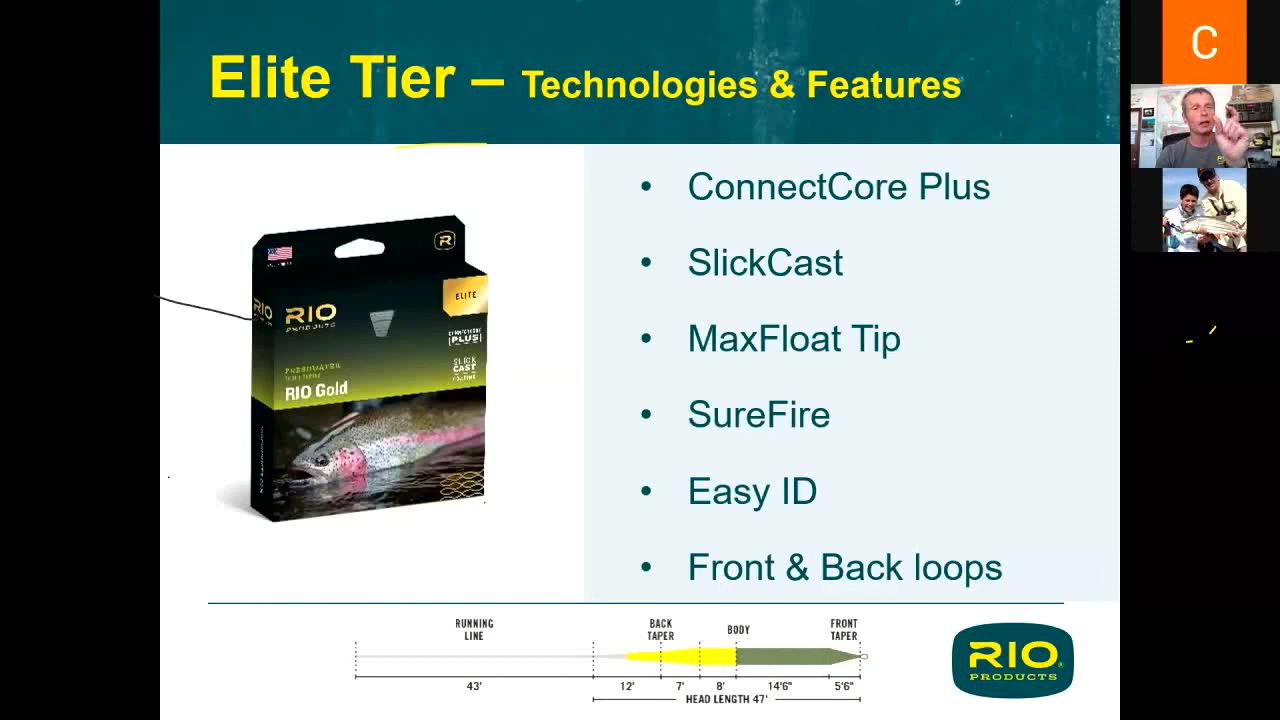 Elite Tier – Technologies & Features
C
• ConnectCore Plus
• SlickCast
• MaxFloat Tip
• SureFire
• Easy ID
• Front & Back loops
R
ELITE
RIO
RIO
PRODUCTS
PLUS
SLICK
CAST
FRESHWATER
RIO Gold
RUNNING LINE
BACK TAPER
BODY
FRONT TAPER
43'
12'
7'
8'
14'6"
5'6"
HEAD LENGTH 47'
RIO
PRODUCTS